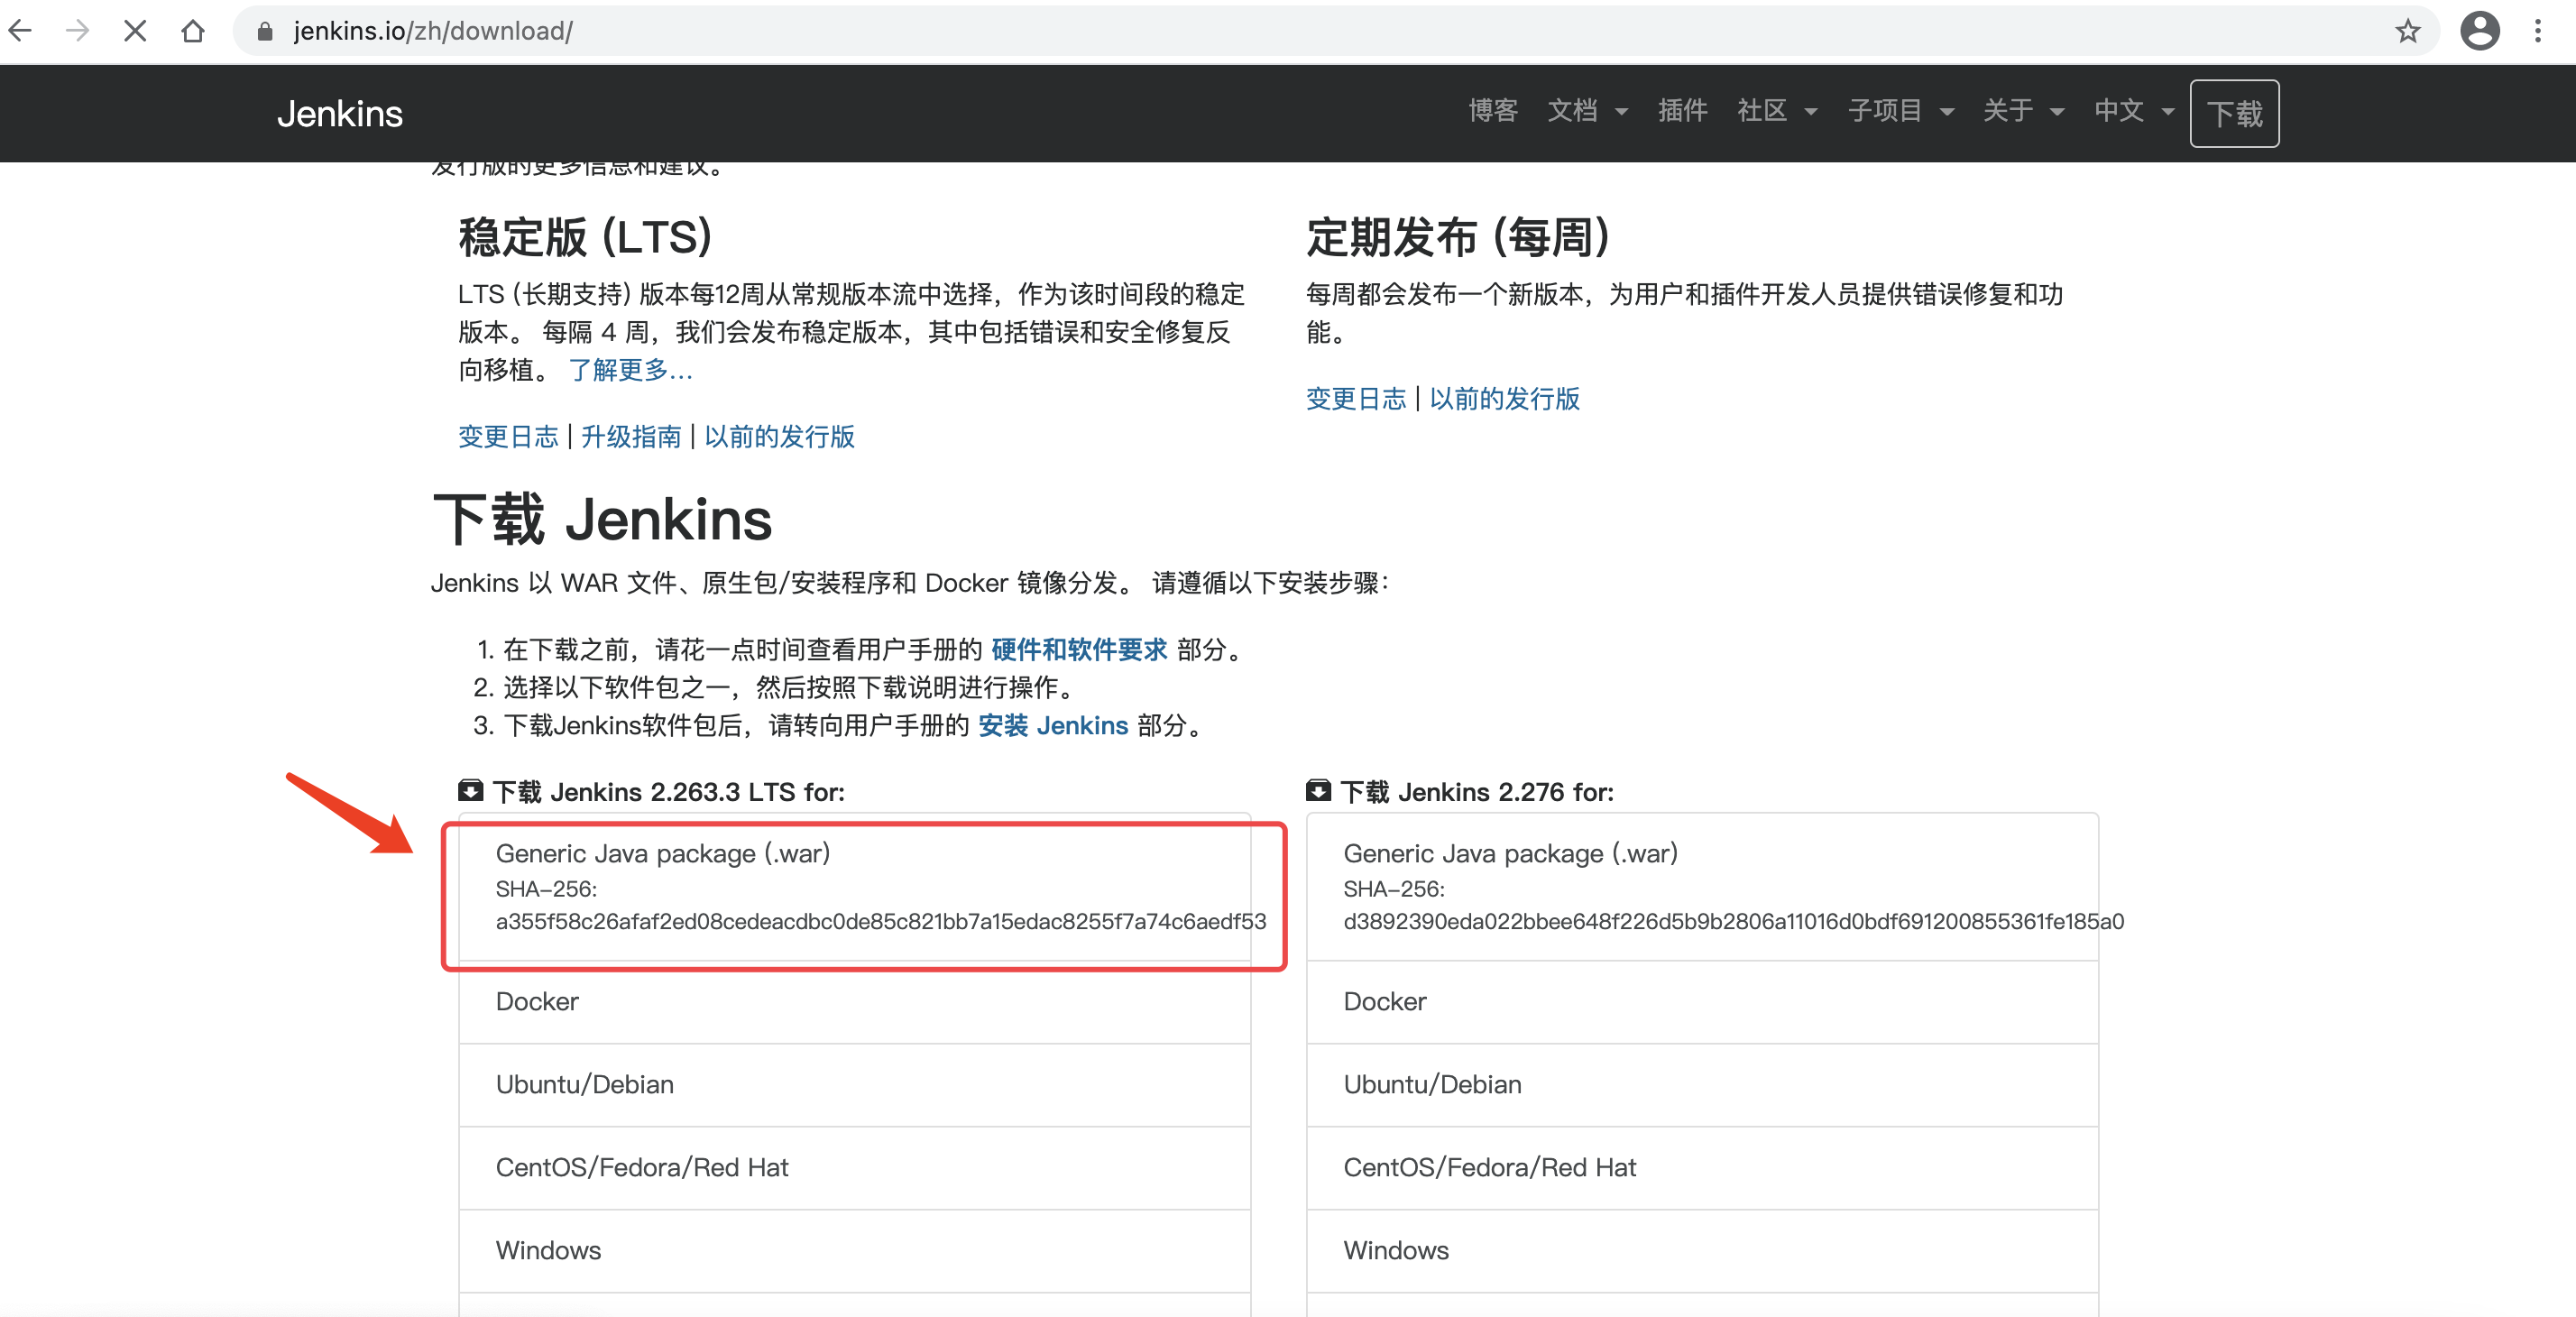 jenkins.io/zh/download/
Jenkins
博客 文档 插件 社区 子项目 关于 中文 下载
发行版的更多信息和建议。
稳定版 (LTS)
LTS (长期支持) 版本每12周从常规版本流中选择，作为该时间段的稳定
版本。 每隔 4 周，我们会发布稳定版本，其中包括错误和安全修复反
向移植。 了解更多…
变更日志 | 升级指南 | 以前的发行版
定期发布 (每周)
每周都会发布一个新版本，为用户和插件开发人员提供错误修复和功
能。
变更日志 | 以前的发行版
下载 Jenkins
Jenkins 以 WAR 文件、原生包/安装程序和 Docker 镜像分发。 请遵循以下安装步骤：
1. 在下载之前，请花一点时间查看用户手册的 硬件和软件要求 部分。
2. 选择以下软件包之一，然后按照下载说明进行操作。
3. 下载Jenkins软件包后，请转向用户手册的 安装 Jenkins 部分。
下载 Jenkins 2.263.3 LTS for:
Generic Java package (.war)
SHA-256:
a355f58c26afaf2ed08cedeacdbc0de85c821bb7a15edac8255f7a74c6aedf53
Docker
Ubuntu/Debian
CentOS/Fedora/Red Hat
Windows
下载 Jenkins 2.276 for:
Generic Java package (.war)
SHA-256:
d3892390eda022bbee648f226d5b9b2806a11016d0bdf691200855361fe185a0
Docker
Ubuntu/Debian
CentOS/Fedora/Red Hat
Windows